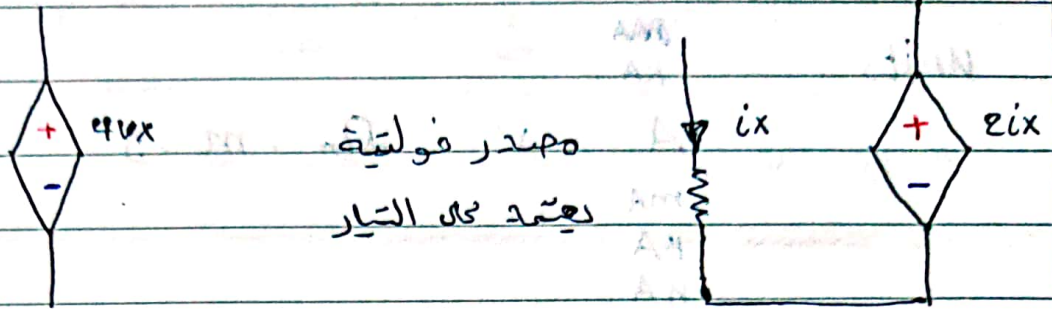 +
-
4vx
مصدر فولتية
يعتمد على التيار
ix
+
-
2ix